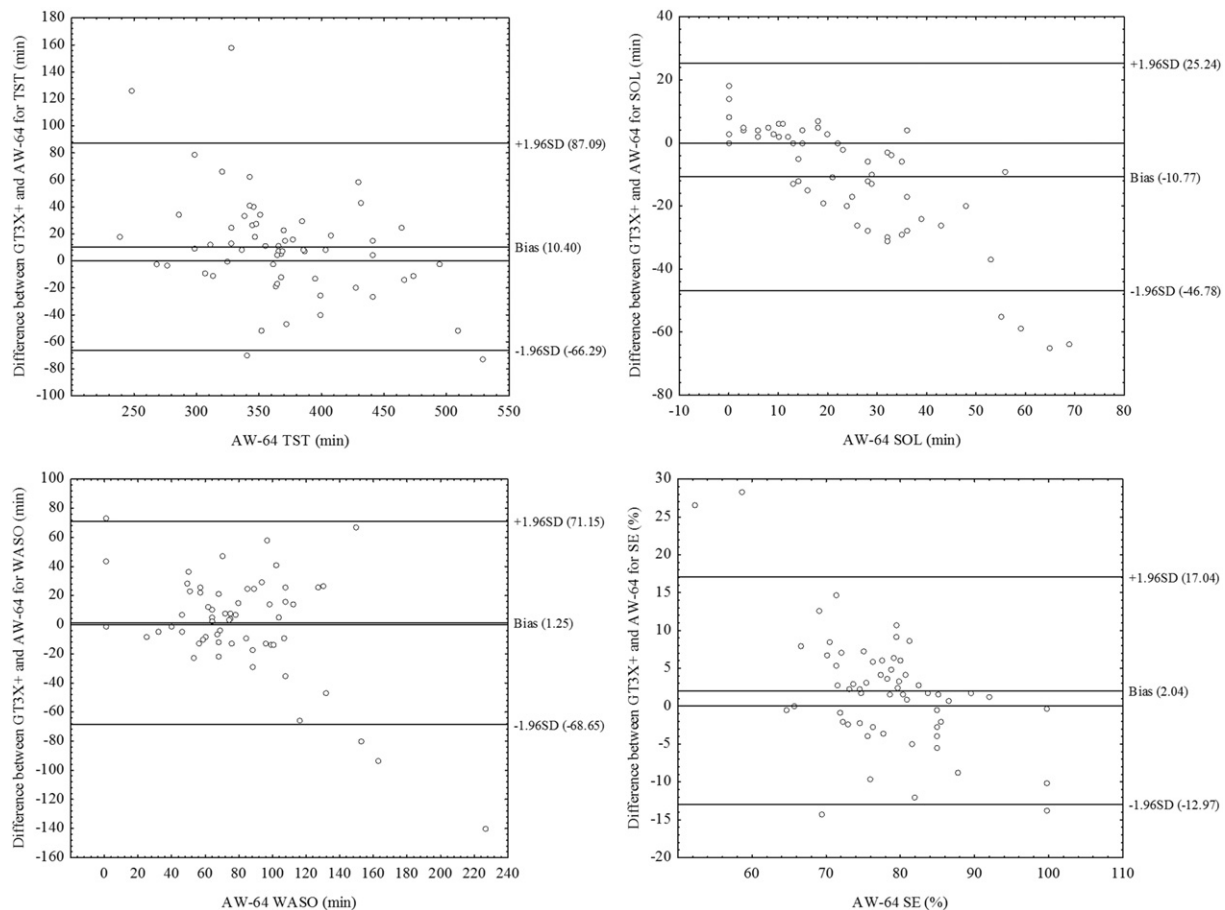 Difference between GT3X+ and AW-64 for TST (min)
180
160
140
120
100
80
60
40
20
0
-20
-40
-60
-80
-100
250 300 350 400 450 500 550
AW-64 TST (min)
+1.96SD (87.09)
Bias (10.40)
-1.96SD (-66.29)
Difference between GT3X+ and AW-64 for SOL (min)
40
20
0
-20
-40
-60
-80
-10 0 10 20 30 40 50 60 70 80
AW-64 SOL (min)
+1.96SD (25.24)
Bias (-10.77)
-1.96SD (-46.78)
Difference between GT3X+ and AW-64 for WASO (min)
100
80
60
40
20
0
-20
-40
-60
-80
-100
-120
-140
-160
0 20 40 60 80 100 120 140 160 180 200 220 240
AW-64 WASO (min)
+1.96SD (71.15)
Bias (1.25)
-1.96SD (-68.65)
Difference between GT3X+ and AW-64 for SE (%)
30
25
20
15
10
5
0
-5
-10
-15
-20
60 70 80 90 100 110
AW-64 SE (%)
+1.96SD (17.04)
Bias (2.04)
-1.96SD (-12.97)